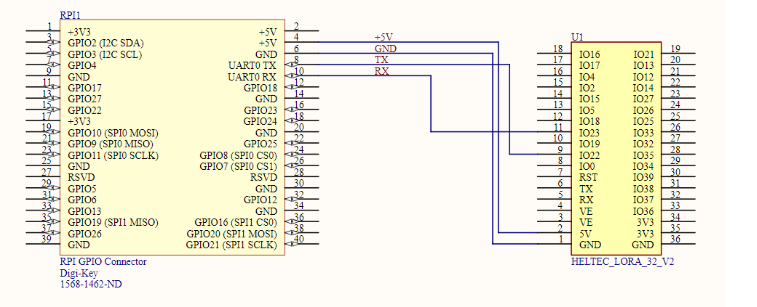 RPI1
1 +3V3 +5V 2
3 GPIO2 (I2C SDA) +5V 4
5 GPIO3 (I2C SCL) GND 6
7 GPIO4 UART0 TX 8
9 GND UART0 RX 10
11 GPIO17 GPIO18 12
13 GPIO27 GND 14
15 GPIO22 GPIO23 16
17 +3V3 GPIO24 18
19 GPIO10 (SPI0 MOSI) GND 20
21 GPIO9 (SPI0 MISO) GPIO25 22
23 GPIO11 (SPI0 SCLK) GPIO8 (SPI0 CS0) 24
25 GND GPIO7 (SPI0 CS1) 26
27 RSVD RSVD 28
29 GPIO5 GND 30
31 GPIO6 GPIO12 32
33 GPIO13 GND 34
35 GPIO19 (SPI1 MISO) GPIO16 (SPI1 CS0) 36
37 GPIO26 GPIO20 (SPI1 MOSI) 38
39 GND GPIO21 (SPI1 SCLK) 40
RPI GPIO Connector
Digi-Key
1568-1462-ND
+5V
GND
TX
RX
U1
18 IO16 IO21 19
17 IO17 IO13 20
16 IO4 IO12 21
15 IO2 IO14 22
14 IO15 IO27 23
13 IO5 IO26 24
12 IO18 IO25 25
11 IO23 IO33 26
10 IO19 IO32 27
9 IO22 IO35 28
8 IO0 IO34 29
7 RST IO39 30
6 TX IO38 31
5 RX IO37 32
4 VE IO36 33
3 VE 3V3 34
2 5V 3V3 35
1 GND GND 36
HELTEC_LORA_32_V2